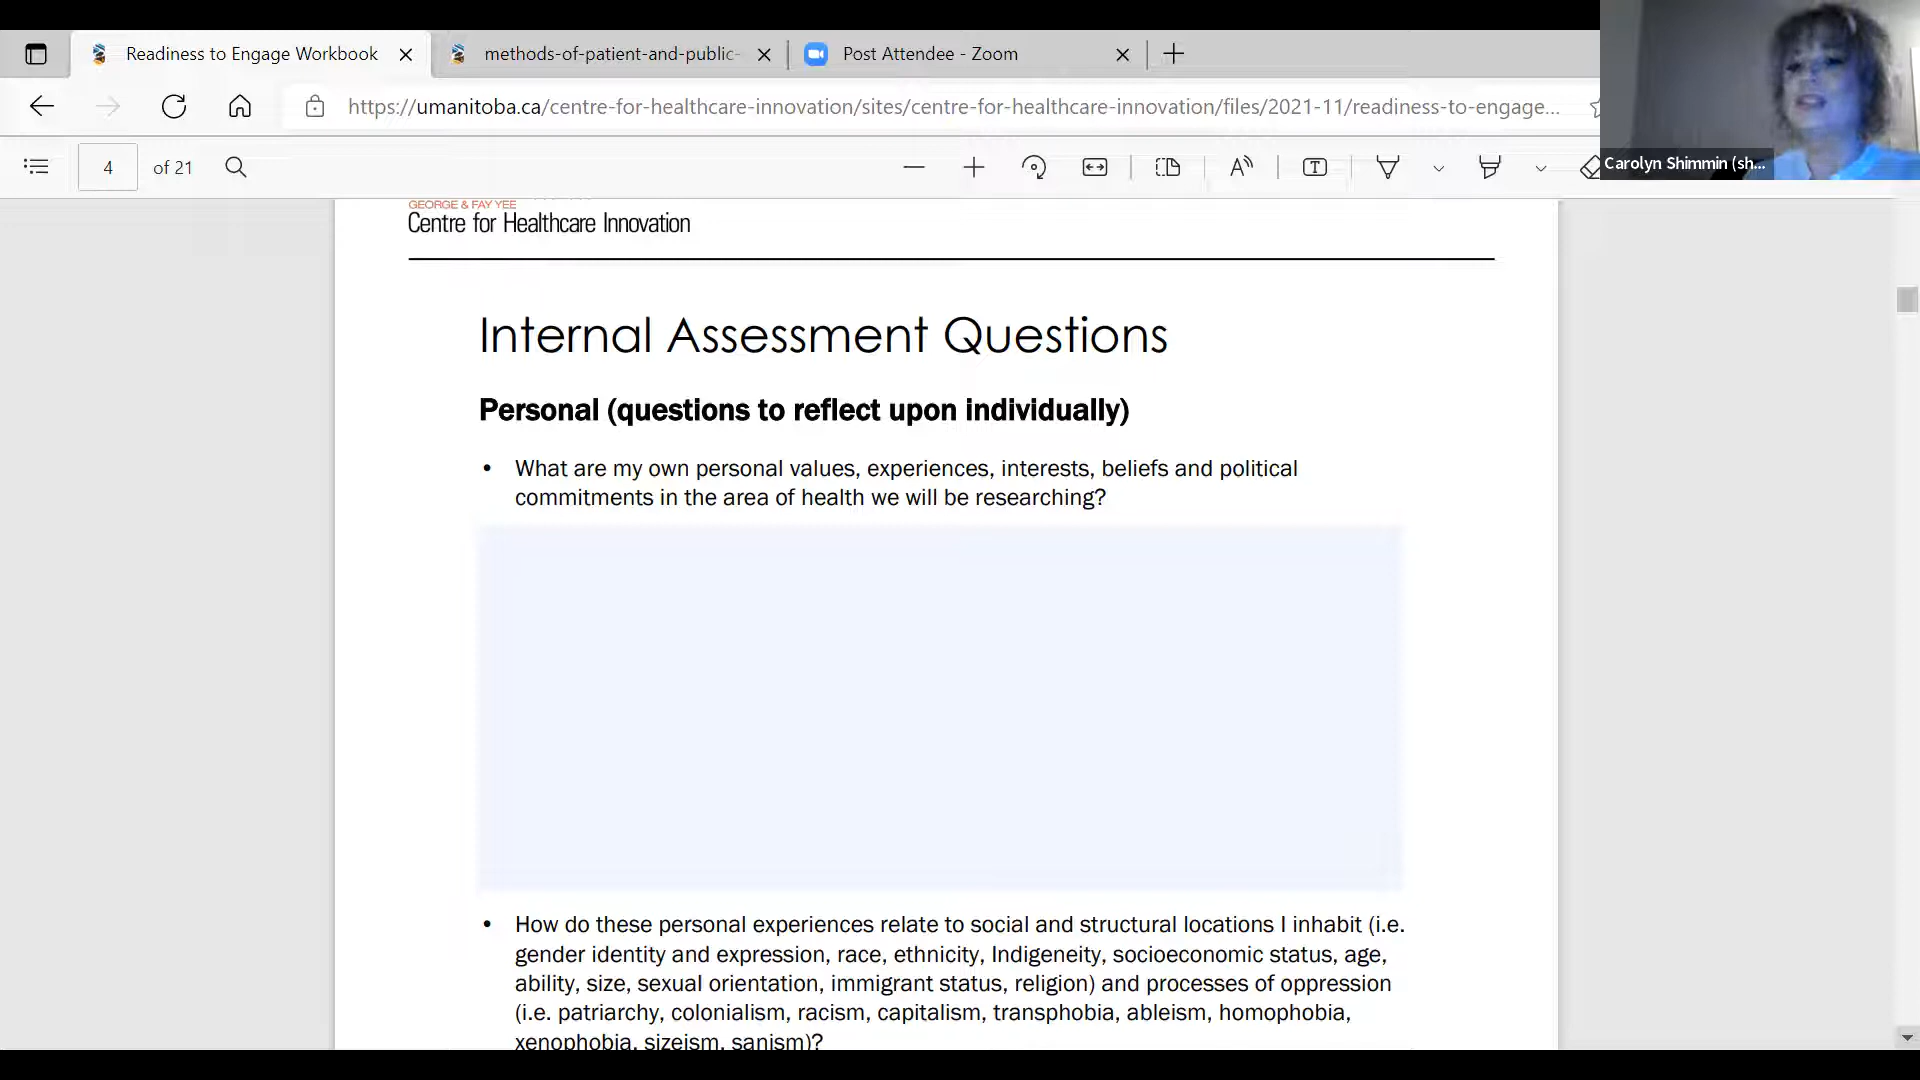 Readiness to Engage Workbook
methods-of-patient-and-public-
Post Attendee - Zoom
https://umanitoba.ca/centre-for-healthcare-innovation/sites/centre-for-healthcare-innovation/files/2021-11/readiness-to-engage...
4 of 21
Carolyn Shimmin (sh...
GEORGE & FAY YEE
Centre for Healthcare Innovation
Internal Assessment Questions
Personal (questions to reflect upon individually)
• What are my own personal values, experiences, interests, beliefs and political
commitments in the area of health we will be researching?
• How do these personal experiences relate to social and structural locations I inhabit (i.e.
gender identity and expression, race, ethnicity, Indigeneity, socioeconomic status, age,
ability, size, sexual orientation, immigrant status, religion) and processes of oppression
(i.e. patriarchy, colonialism, racism, capitalism, transphobia, ableism, homophobia,
xenophobia, sizeism, sanism)?